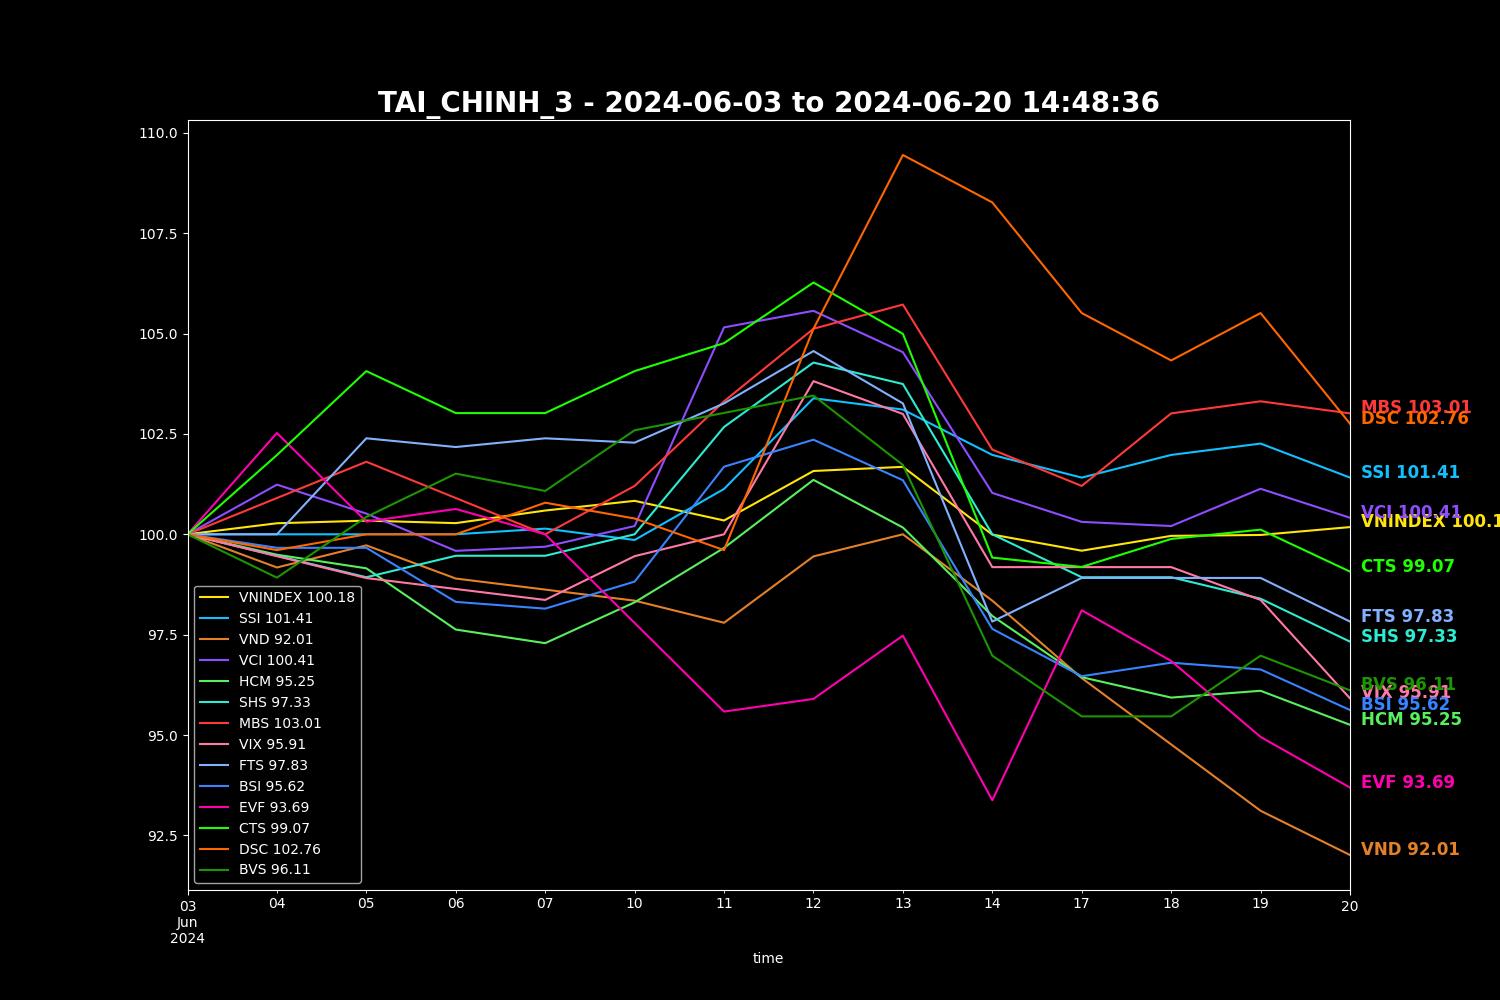 TAI_CHINH_3 - 2024-06-03 to 2024-06-20 14:48:36
110.0
107.5
105.0
102.5
100.0
97.5
95.0
92.5
MBS 103.01
DSC 102.76
SSI 101.41
VCI 100.41
VNINDEX 100.1
CTS 99.07
FTS 97.83
SHS 97.33
BVS 96.11
VIX 95.91
BSI 95.62
HCM 95.25
EVF 93.69
VND 92.01
VNINDEX 100.18
SSI 101.41
VND 92.01
VCI 100.41
HCM 95.25
SHS 97.33
MBS 103.01
VIX 95.91
FTS 97.83
BSI 95.62
EVF 93.69
CTS 99.07
DSC 102.76
BVS 96.11
03 04 05 06 07 10 11 12 13 14 17 18 19 20
Jun
2024
time